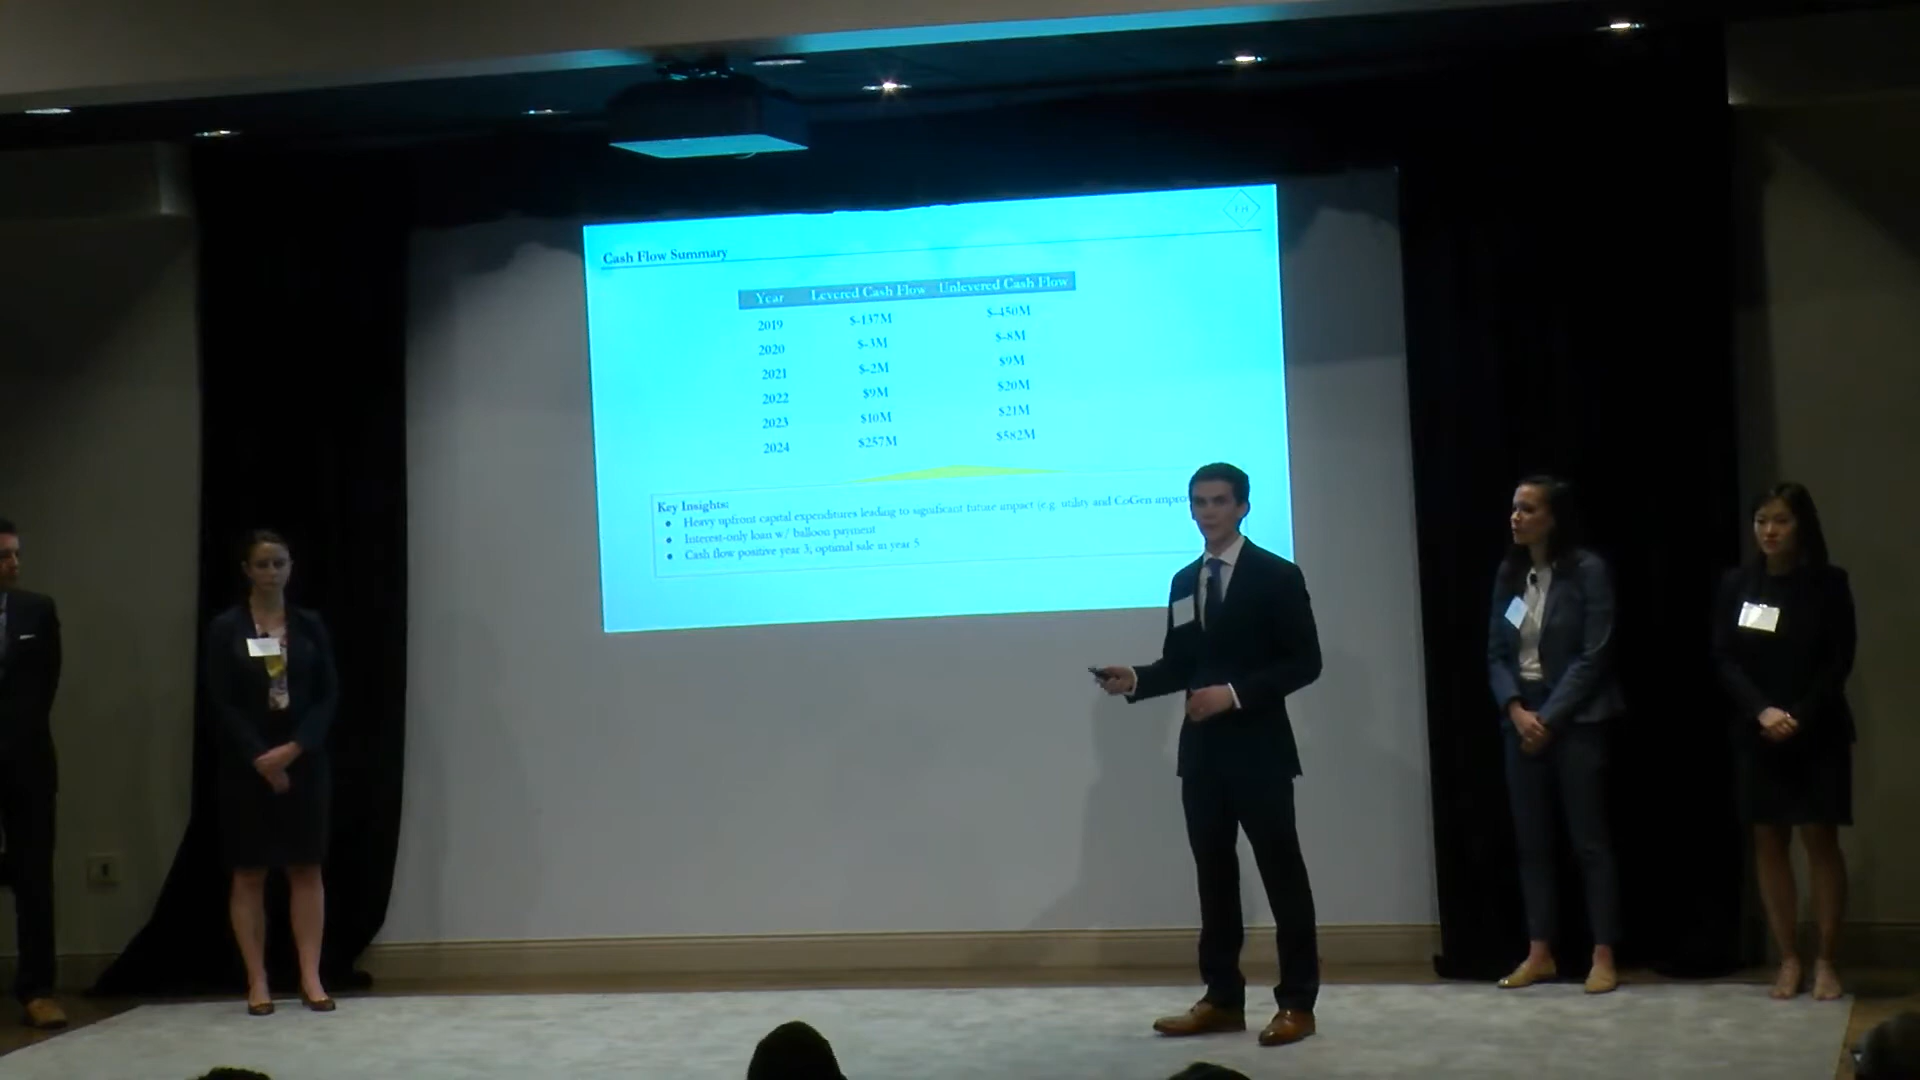 Cash Flow Summary
Year Levered Cash Flow Unlevered Cash Flow
2019 $-137M $-450M
2020 $-3M $-8M
2021 $-2M $9M
2022 $9M $20M
2023 $10M $21M
2024 $257M $582M
Key Insights:
● Heavy upfront capital expenditures leading to significant future impact (e.g. utility and CoGen
● Interest-only loan w/ balloon payment
● Cash flow positive year 3, optimal sale in year 5